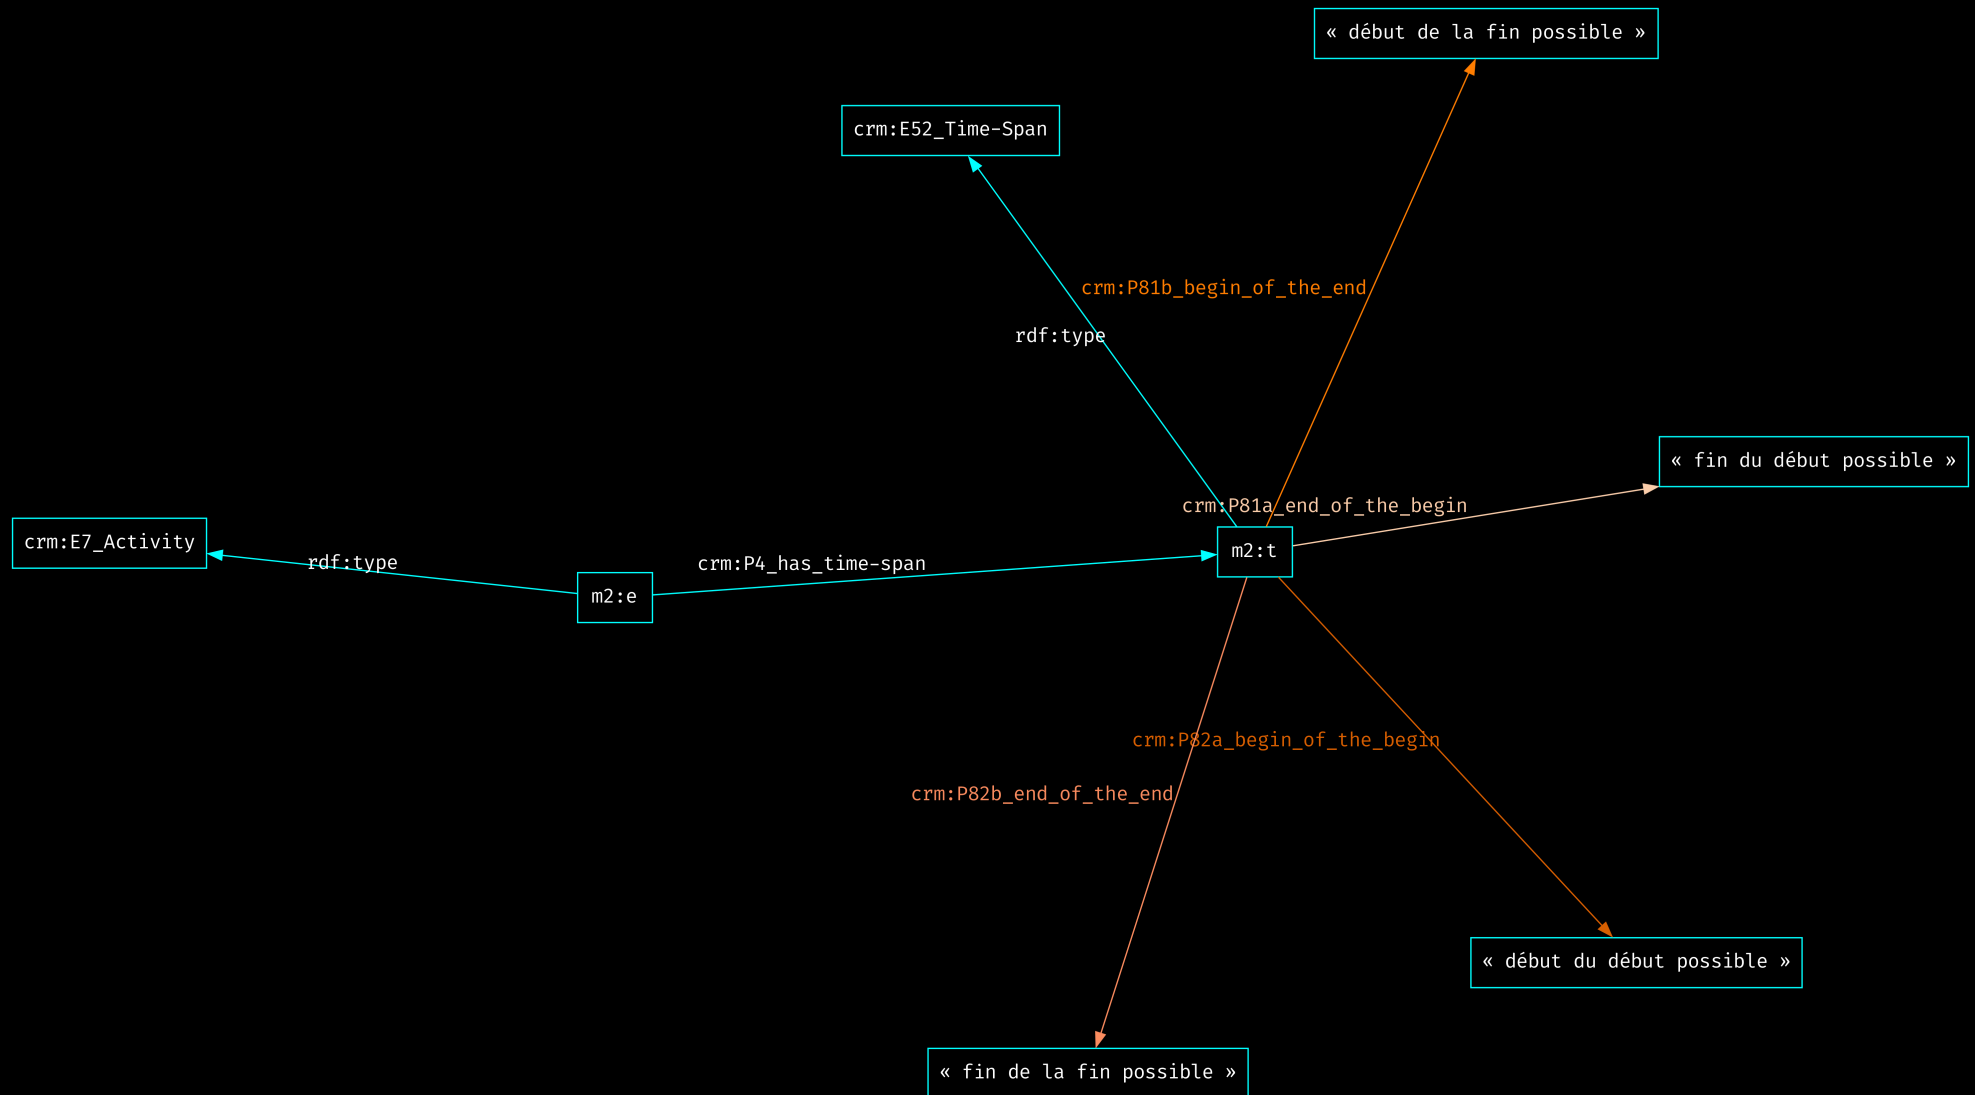 « début de la fin possible »
crm:E52_Time-Span
crm:P81b_begin_of_the_end
rdf:type
« fin du début possible »
crm:P81a_end_of_the_begin
crm:E7_Activity
rdf:type
crm:P4_has_time-span
m2:t
m2:e
crm:P82a_begin_of_the_begin
crm:P82b_end_of_the_end
« début du début possible »
« fin de la fin possible »